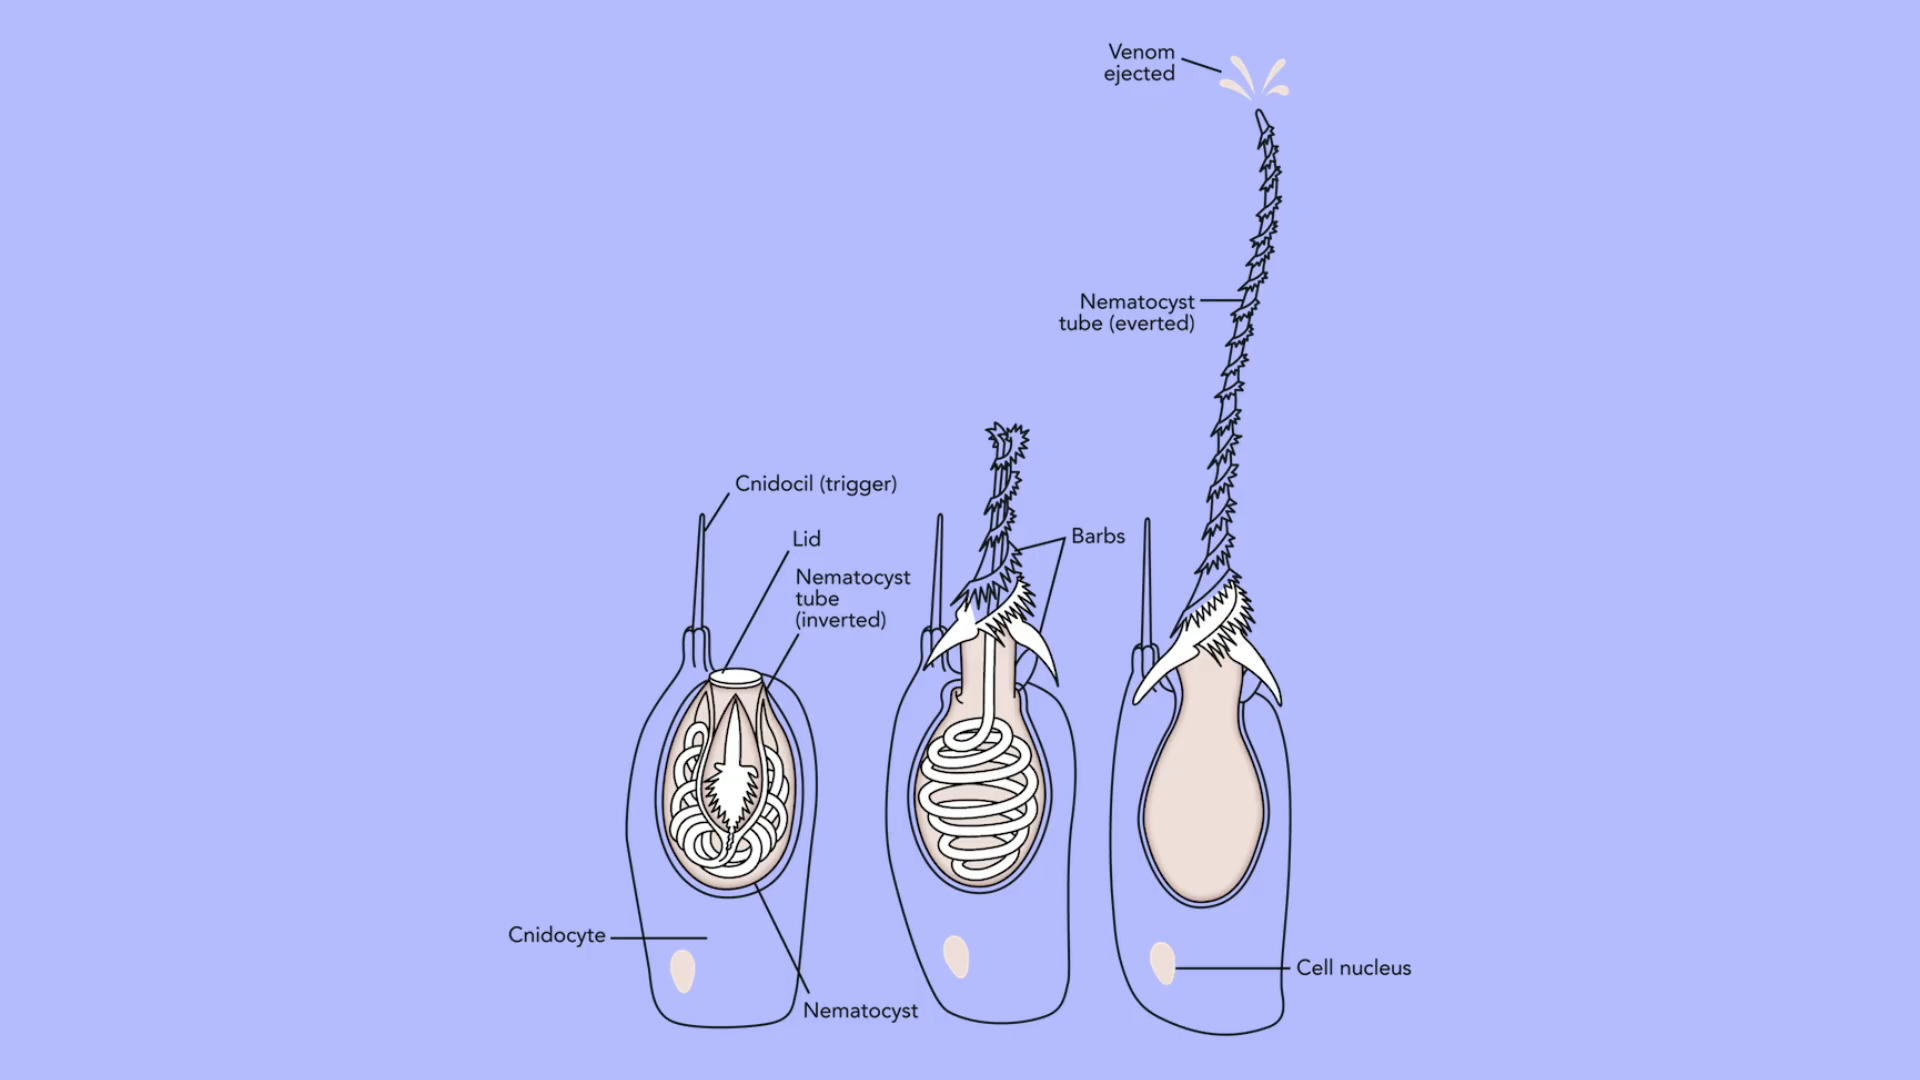 Venom
ejected
Nematocyst
tube (everted)
Cnidocil (trigger)
Lid
Barbs
Nematocyst
tube
(inverted)
Cnidocyte
Cell nucleus
Nematocyst